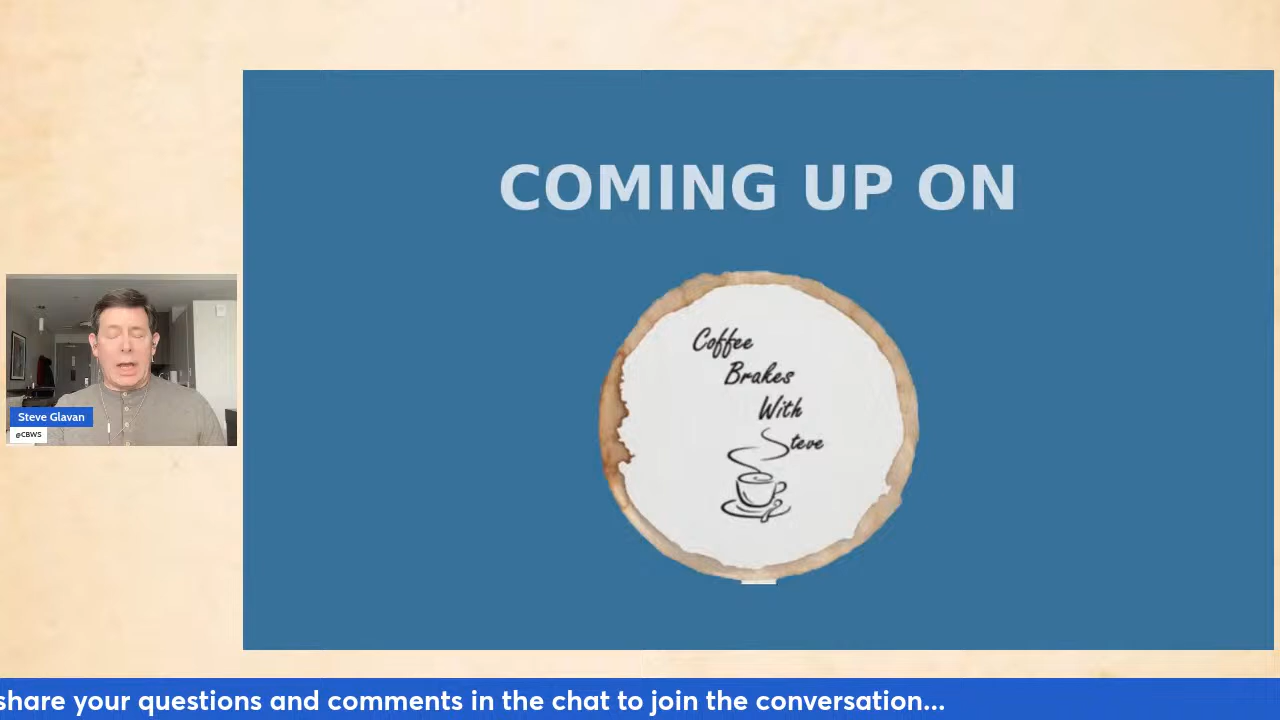 COMING UP ON
Coffee
Brakes
With
Steve
Steve Glavan
@CBWS
share your questions and comments in the chat to join the conversation...